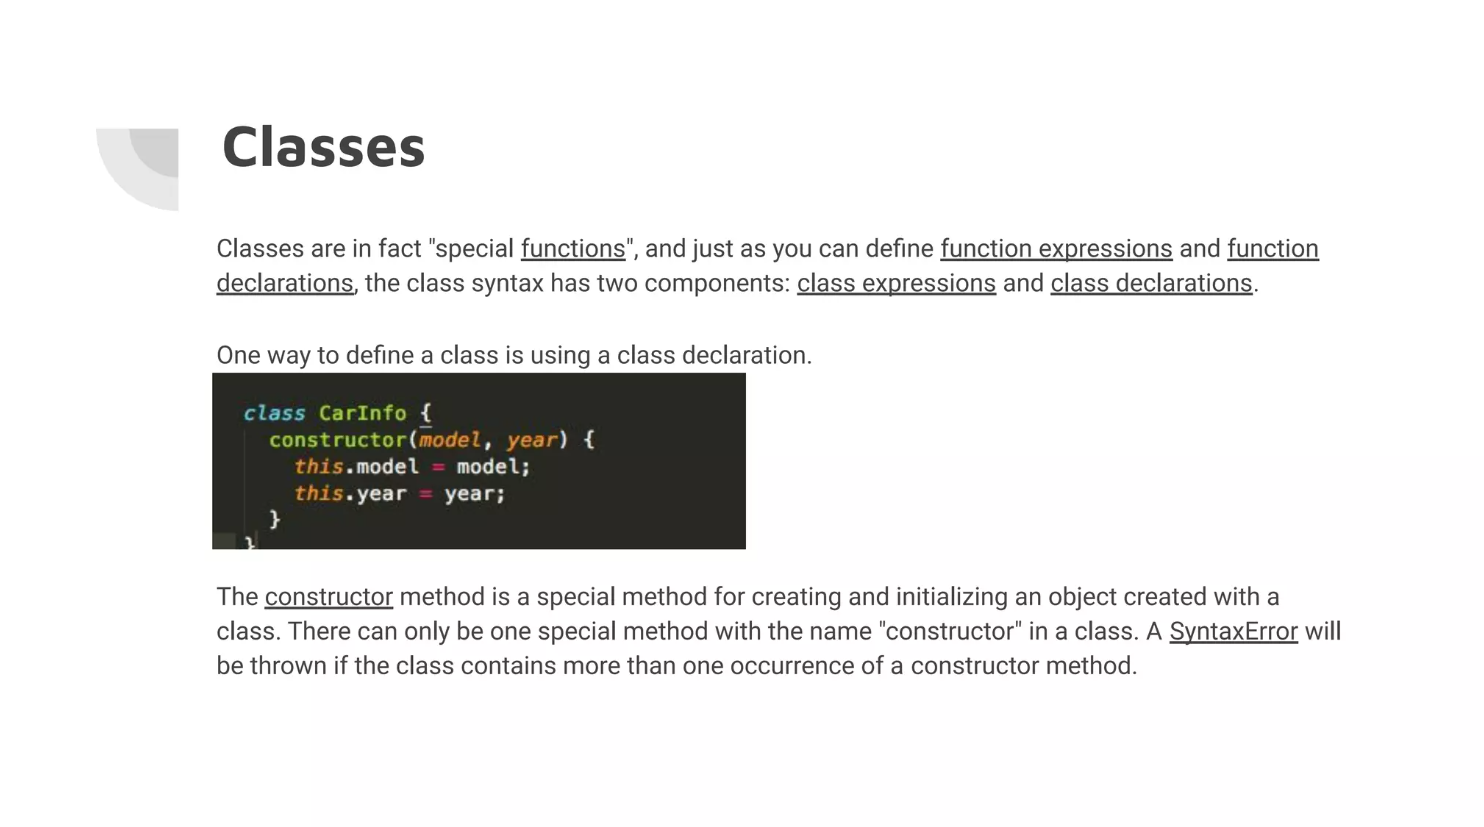 Classes
Classes are in fact "special functions", and just as you can define function expressions and function
declarations, the class syntax has two components: class expressions and class declarations.
One way to define a class is using a class declaration.
class CarInfo {
  constructor(model, year) {
    this.model = model;
    this.year = year;
  }
}
The constructor method is a special method for creating and initializing an object created with a
class. There can only be one special method with the name "constructor" in a class. A SyntaxError will
be thrown if the class contains more than one occurrence of a constructor method.